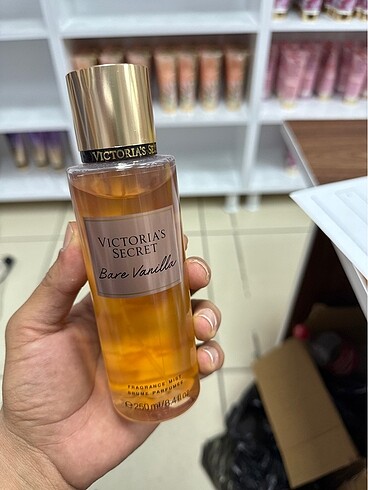 VICTORIA'S SE
VICTORIA'S
SECRET
Bare Vanilla
FRAGRANCE MIST
BRUME PARFUMÉE
250 ml/8.4 fl oz